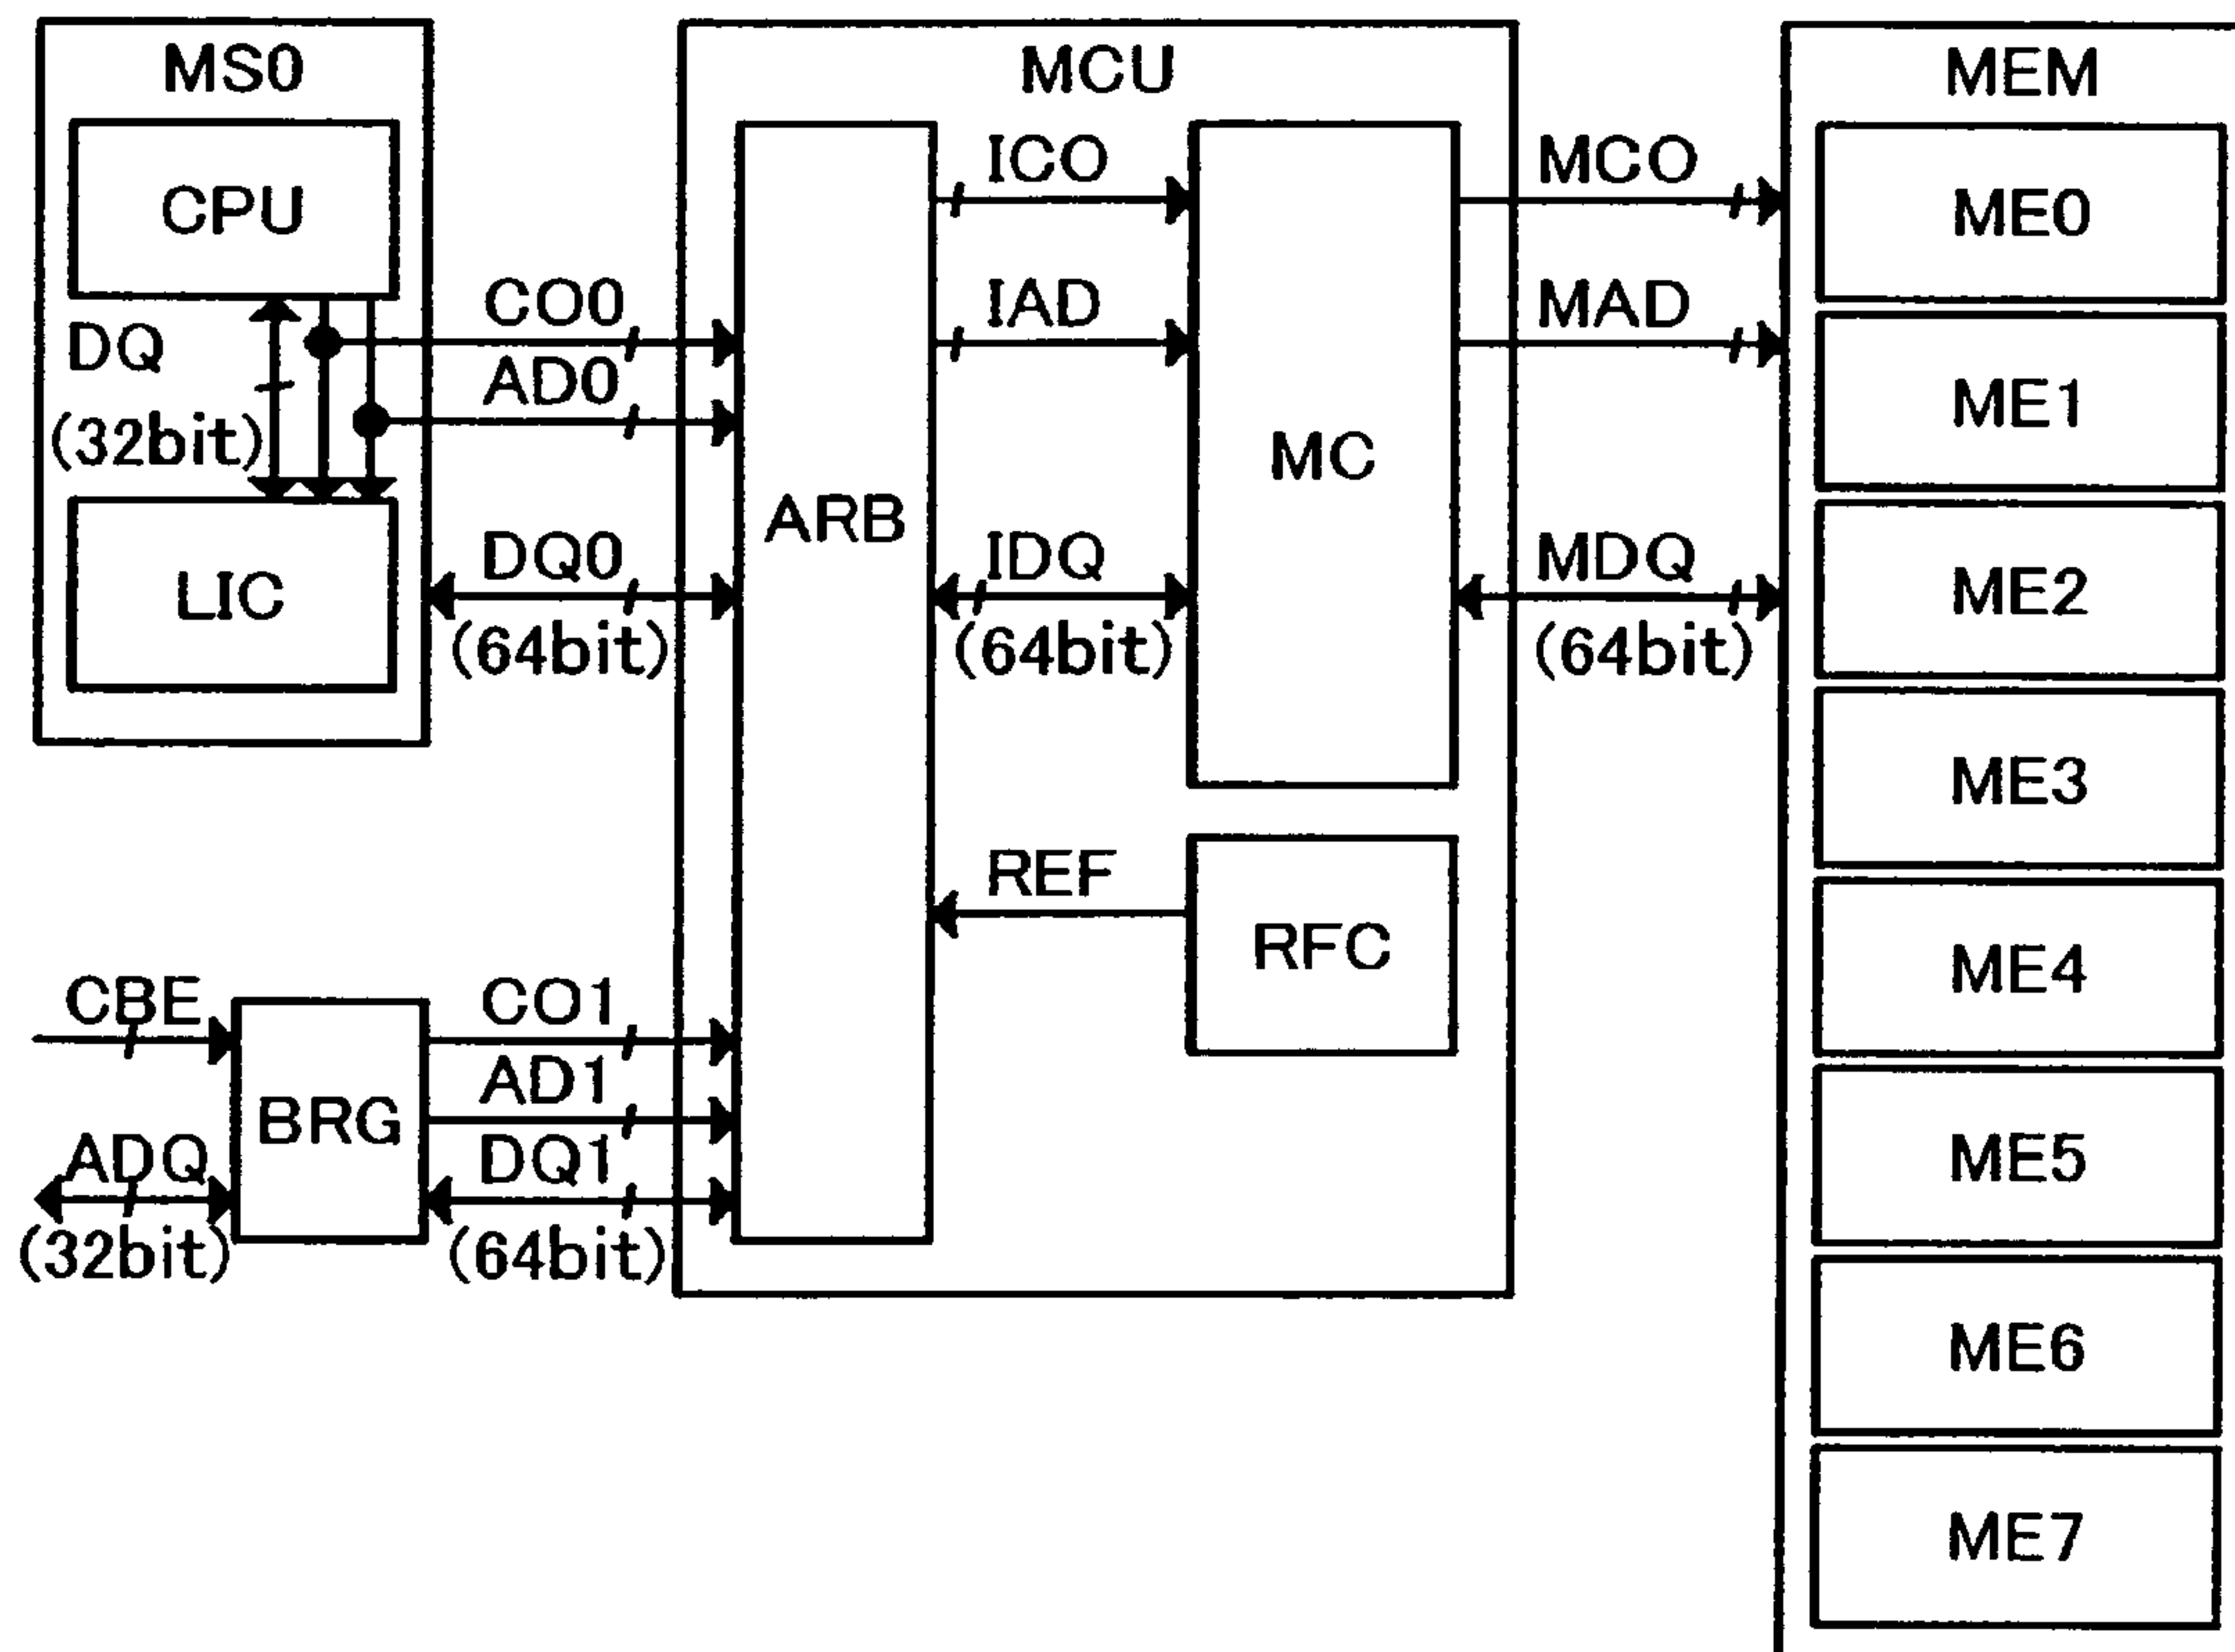 MS0
CPU
DQ
(32bit)
LIC
CO0
AD0
DQ0
(64bit)
CBE
ADQ
(32bit)
BRG
CO1
AD1
DQ1
(64bit)
MCU
ARB
ICO
IAD
IDQ
(64bit)
REF
MC
RFC
MCO
MAD
MDQ
(64bit)
MEM
ME0
ME1
ME2
ME3
ME4
ME5
ME6
ME7